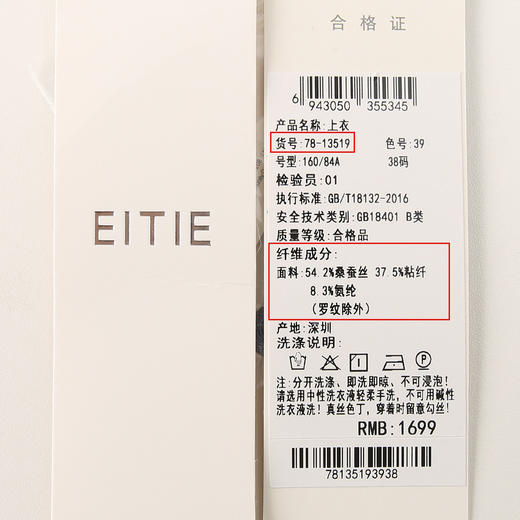 EITIE
合格证
6 943050 355345
产品名称:上衣
货号:78-13519 色号:39
号型:160/84A 38码
检验员:01
执行标准:GB/T18132-2016
安全技术类别:GB18401 B类
质量等级:合格品
纤维成分:
面料:54.2%桑蚕丝 37.5%粘纤
8.3%氨纶
(罗纹除外)
产地:深圳
洗涤说明:
注:分开洗涤、即洗即晾、不可浸泡!
请选用中性洗衣液轻柔手洗,不可用碱性
洗衣液洗!真丝色丁,穿着时留意勾丝!
RMB:1699
78135193938